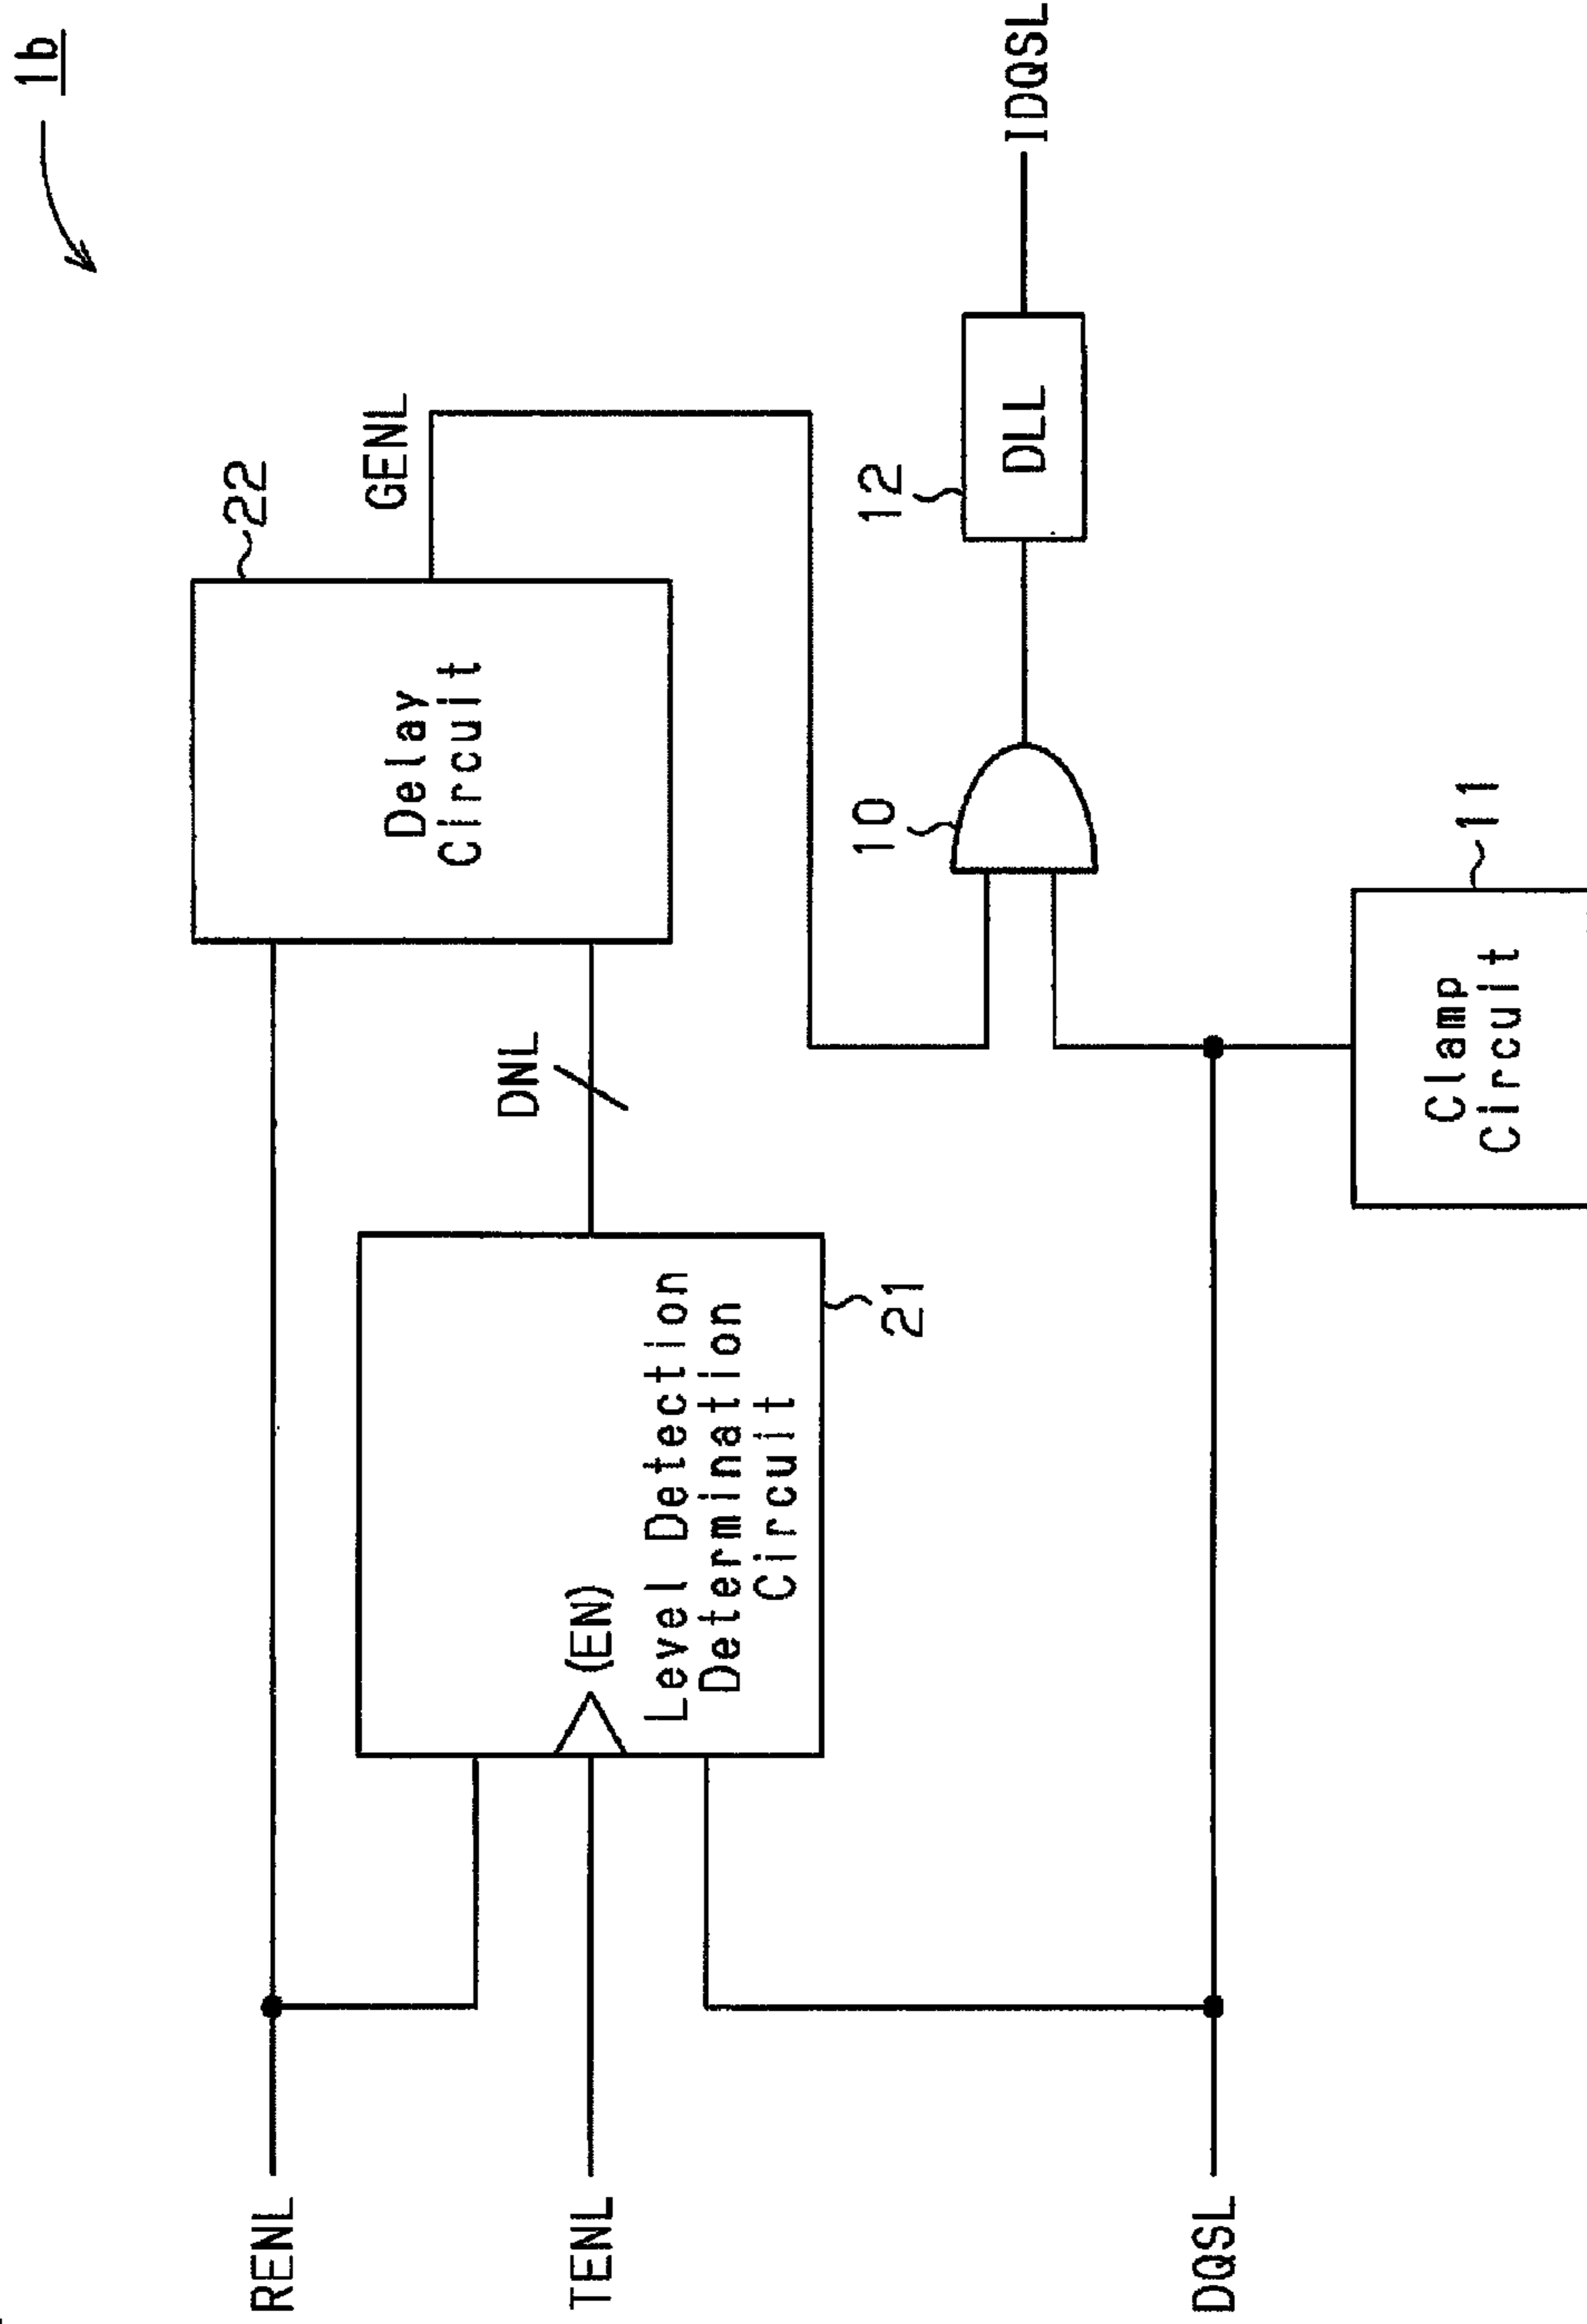 1b
RENL
TENL
DQSL
(EN)
Level Detection
Determination
Circuit
21
DNL
Delay
Circuit
22
GENL
10
Clamp
Circuit
11
12
DLL
IDQSL